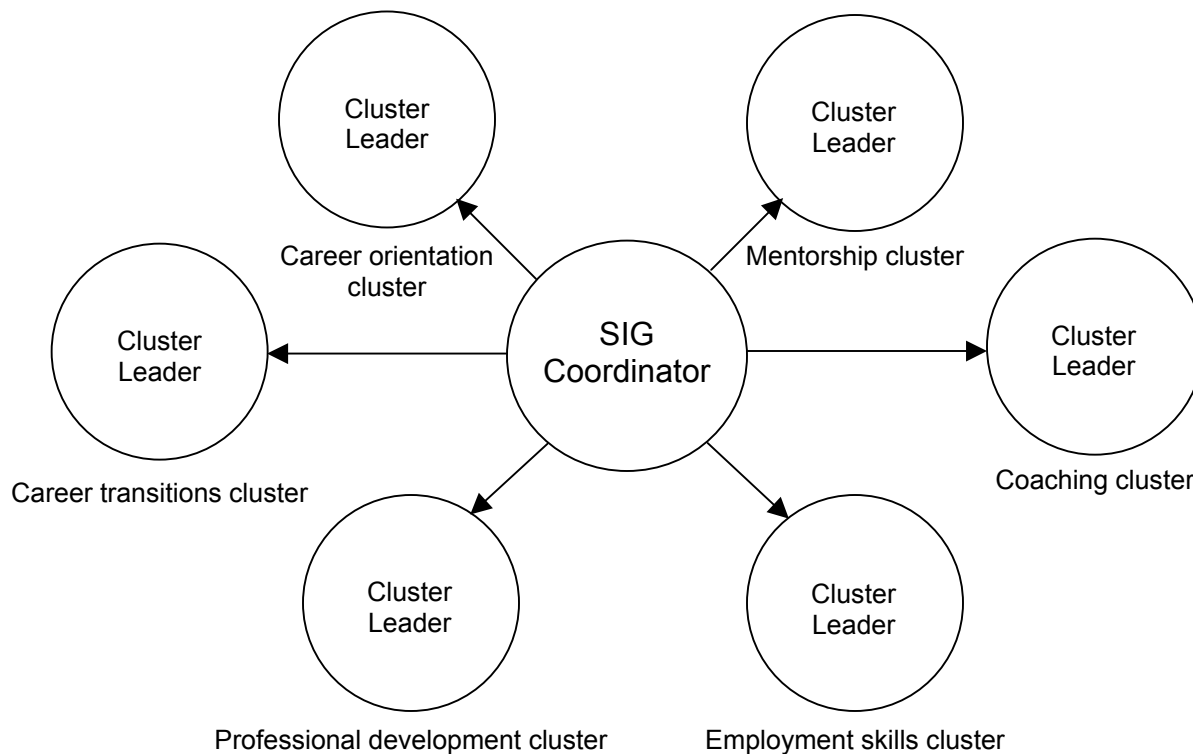 Cluster
Leader
Cluster
Leader
Career orientation
cluster
Mentorship cluster
Cluster
Leader
SIG
Coordinator
Cluster
Leader
Career transitions cluster
Coaching cluster
Cluster
Leader
Cluster
Leader
Professional development cluster
Employment skills cluster